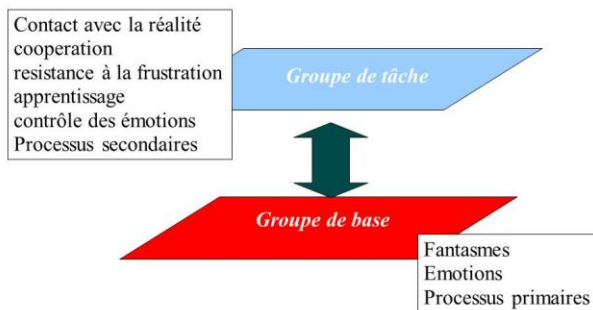 Contact avec la réalité
cooperation
resistance à la frustration
apprentissage
contrôle des émotions
Processus secondaires
Groupe de tâche
Groupe de base
Fantasmes
Emotions
Processus primaires